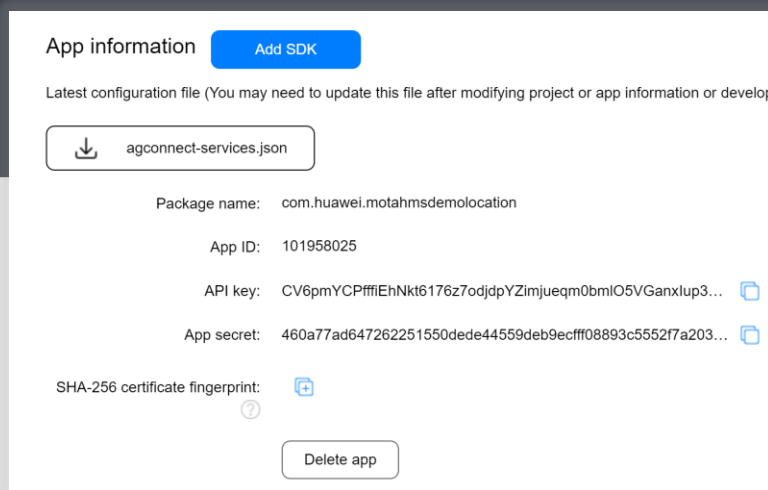 App information
Add SDK
Latest configuration file (You may need to update this file after modifying project or app information or develop
agconnect-services.json
Package name: com.huawei.motahmsdemolocation
App ID: 101958025
API key: CV6pmYCPfffiEhNkt6176z7odjdpYZimjueqm0bmlO5VGanxlup3...
App secret: 460a77ad647262251550dede44559deb9ecfff08893c5552f7a203...
SHA-256 certificate fingerprint:
?
Delete app